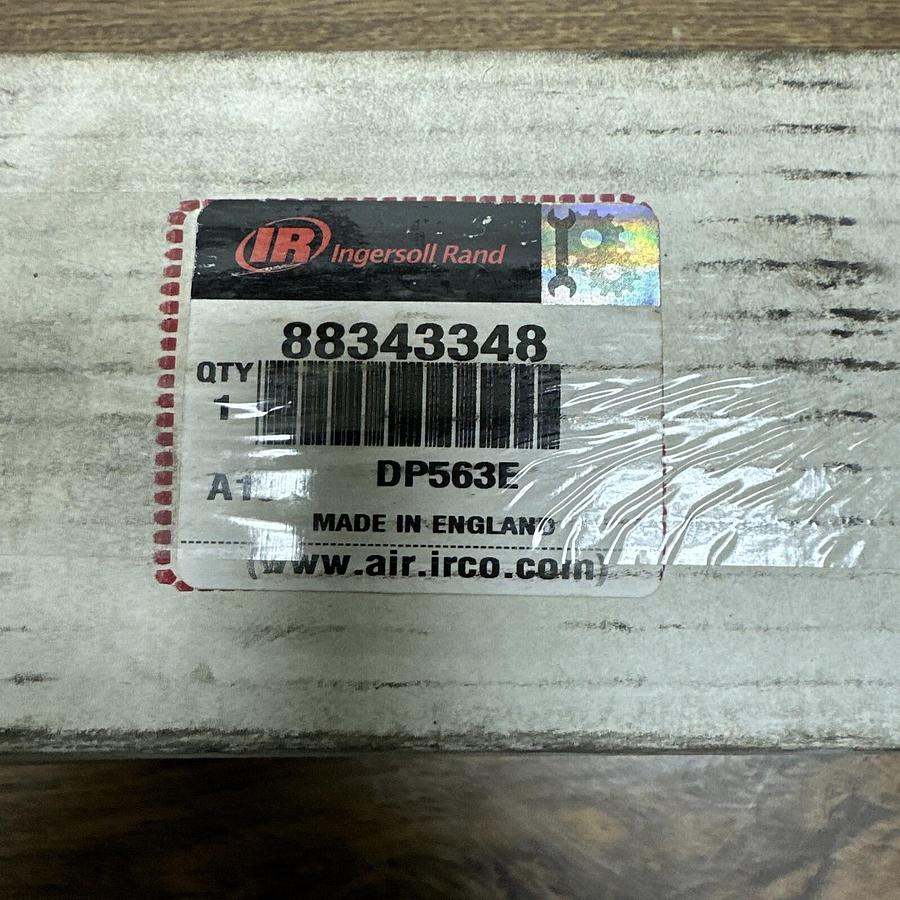 IR Ingersoll Rand
88343348
QTY
1
DP563E
MADE IN ENGLAND
(www.air.irco.com)